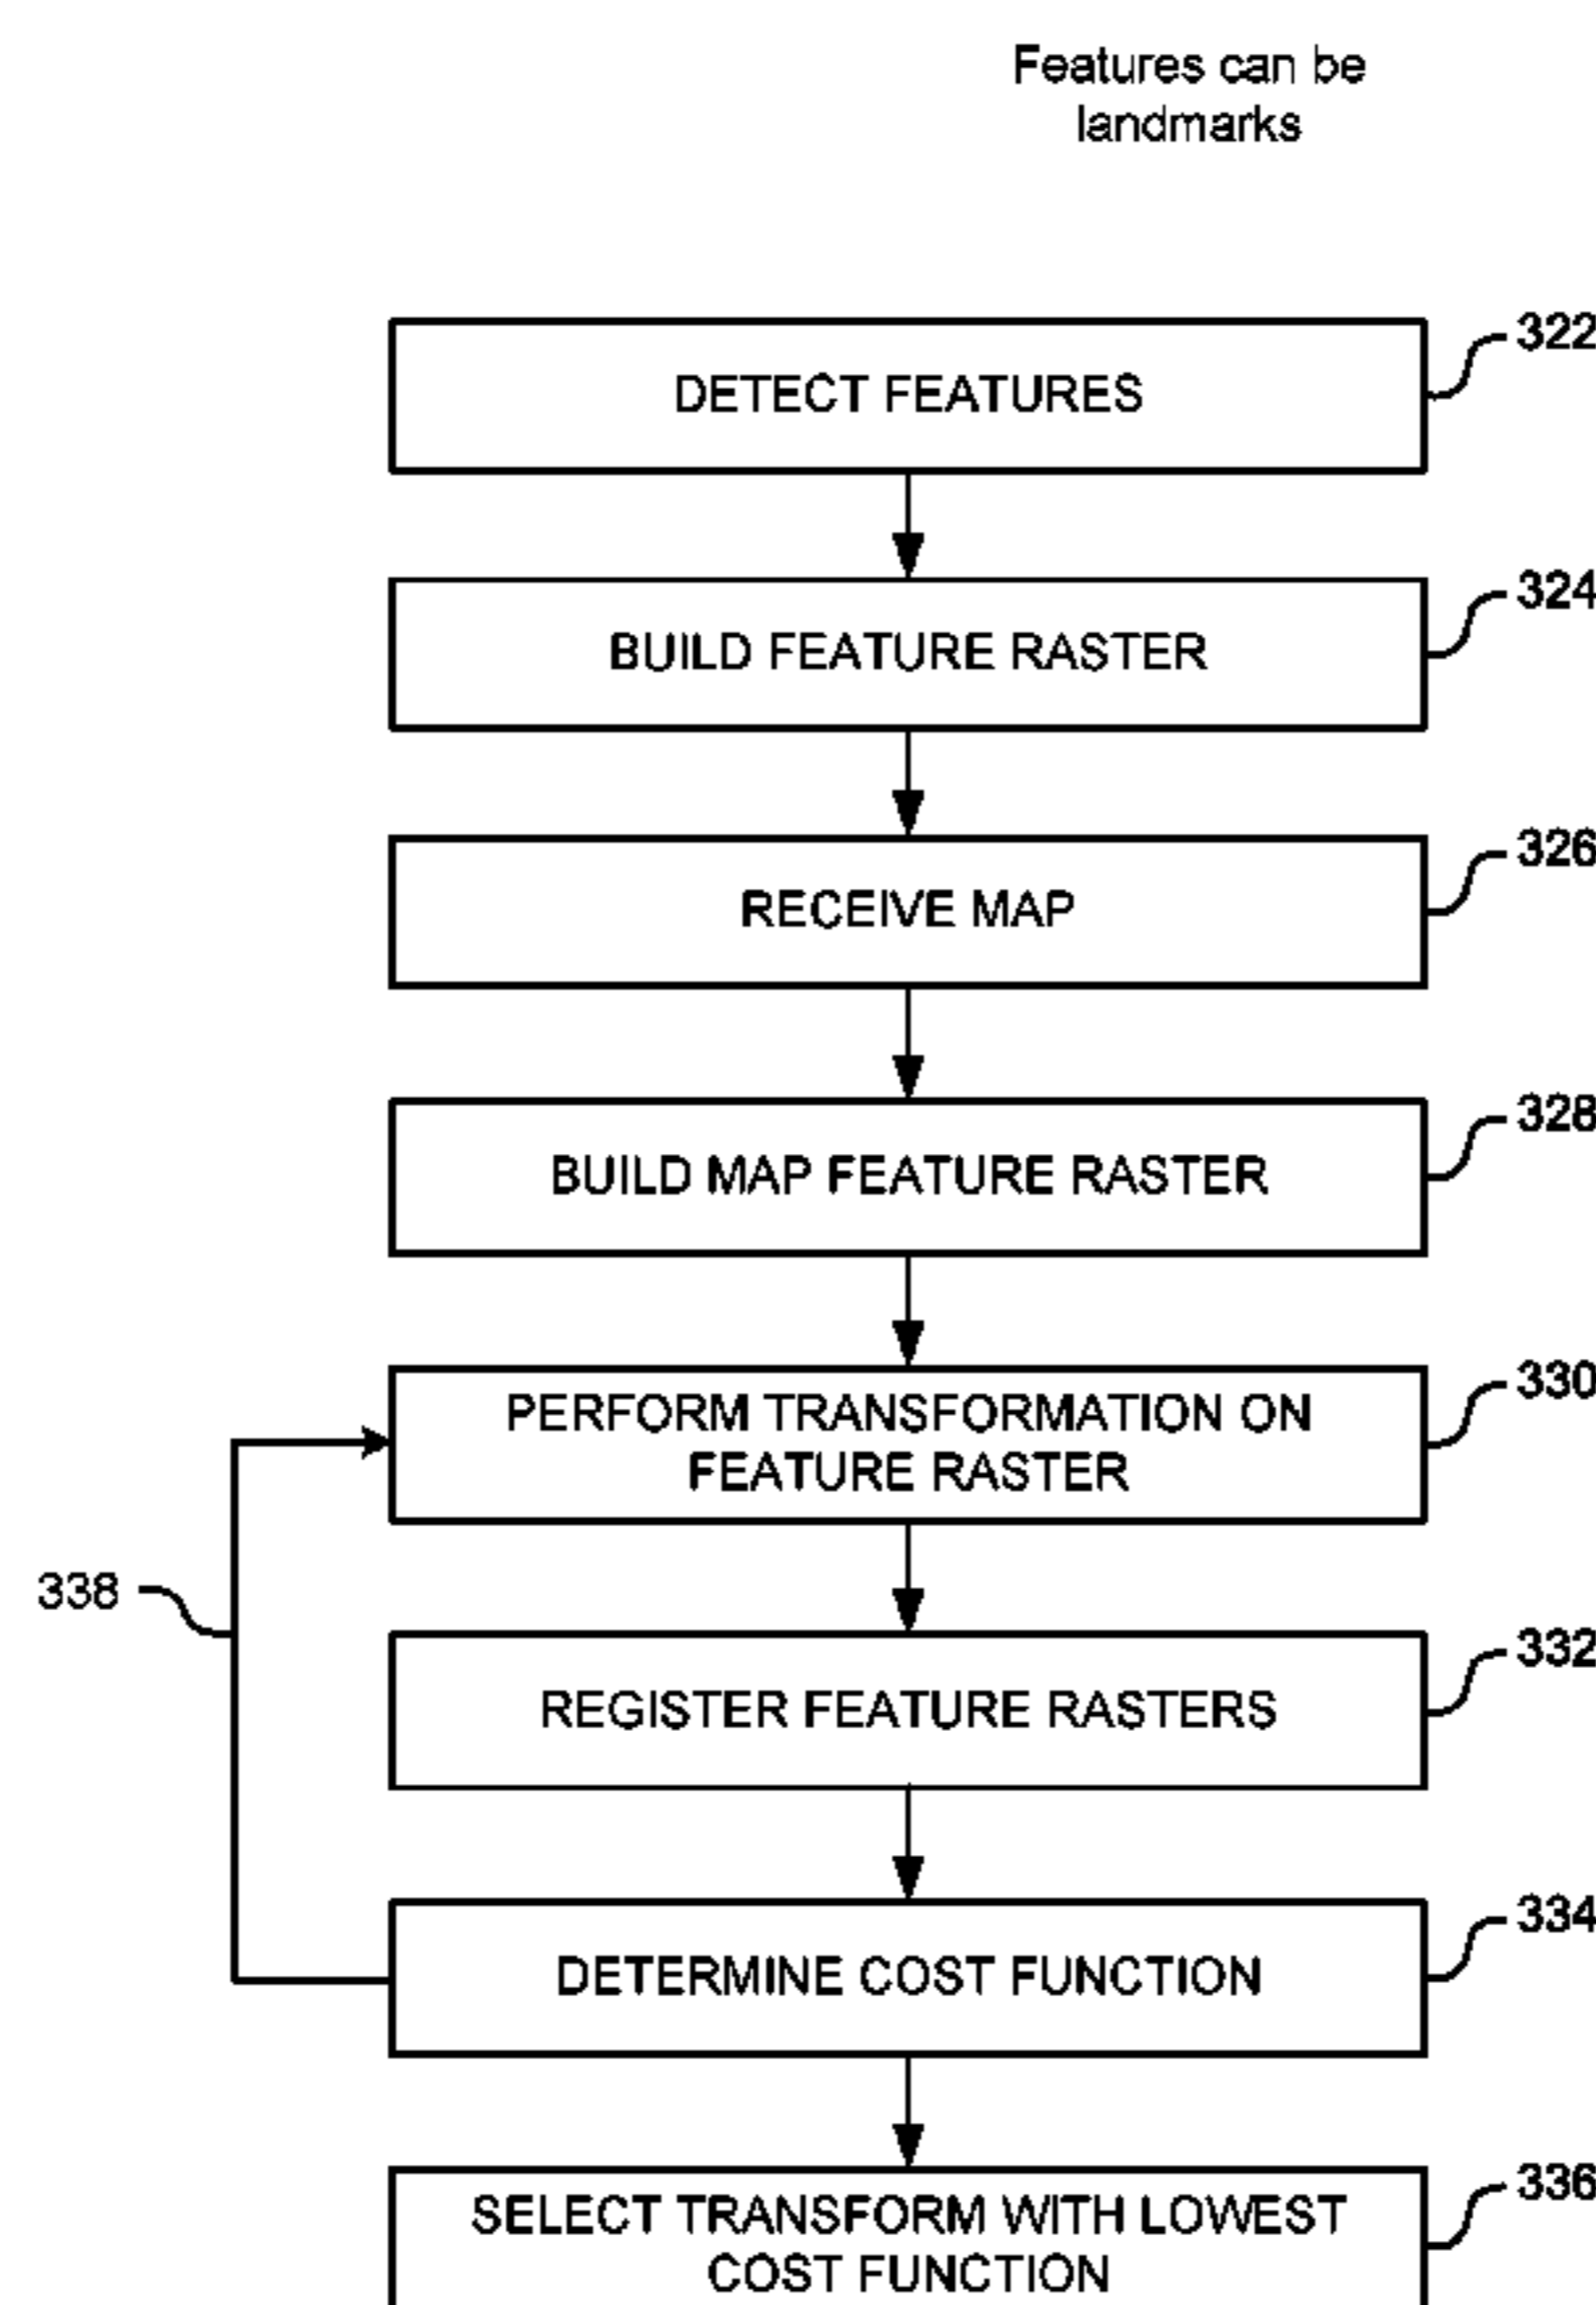 Features can be
landmarks
322
DETECT FEATURES
324
BUILD FEATURE RASTER
326
RECEIVE MAP
328
BUILD MAP FEATURE RASTER
330
PERFORM TRANSFORMATION ON
FEATURE RASTER
338
332
REGISTER FEATURE RASTERS
334
DETERMINE COST FUNCTION
336
SELECT TRANSFORM WITH LOWEST
COST FUNCTION